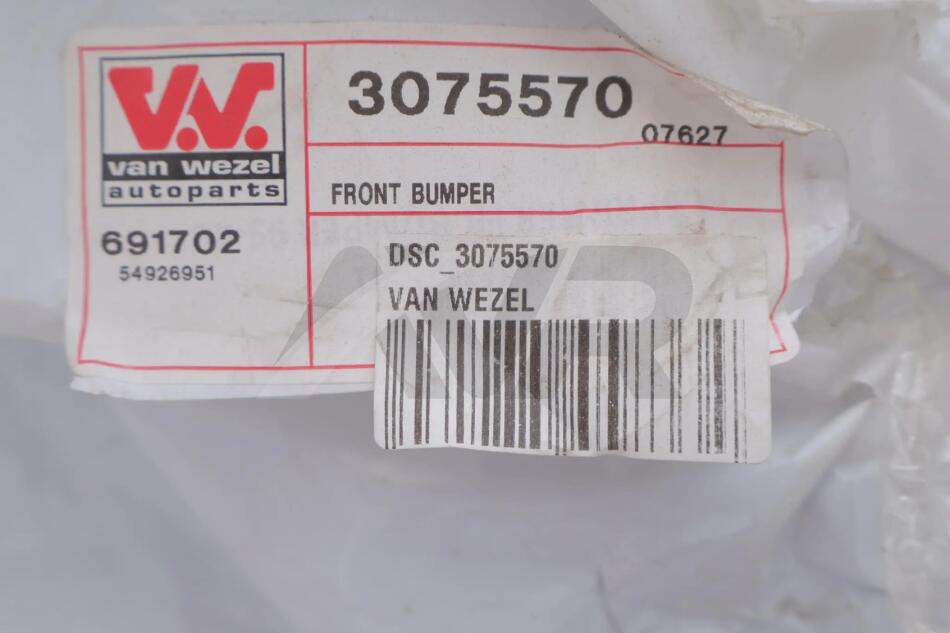 V.V.
van wezel
autoparts
691702
54926951
3075570
07627
FRONT BUMPER
DSC_3075570
VAN WEZEL